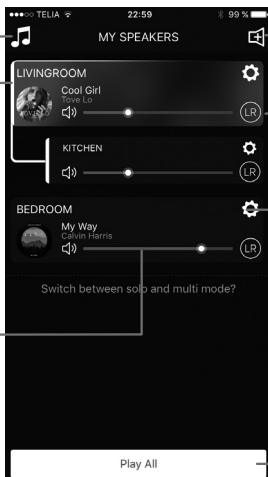 TELIA 22:59 99 %
MY SPEAKERS
LIVINGROOM
Cool Girl
Tove Lo
LR
KITCHEN
LR
BEDROOM
My Way
Calvin Harris
LR
Switch between solo and multi mode?
Play All